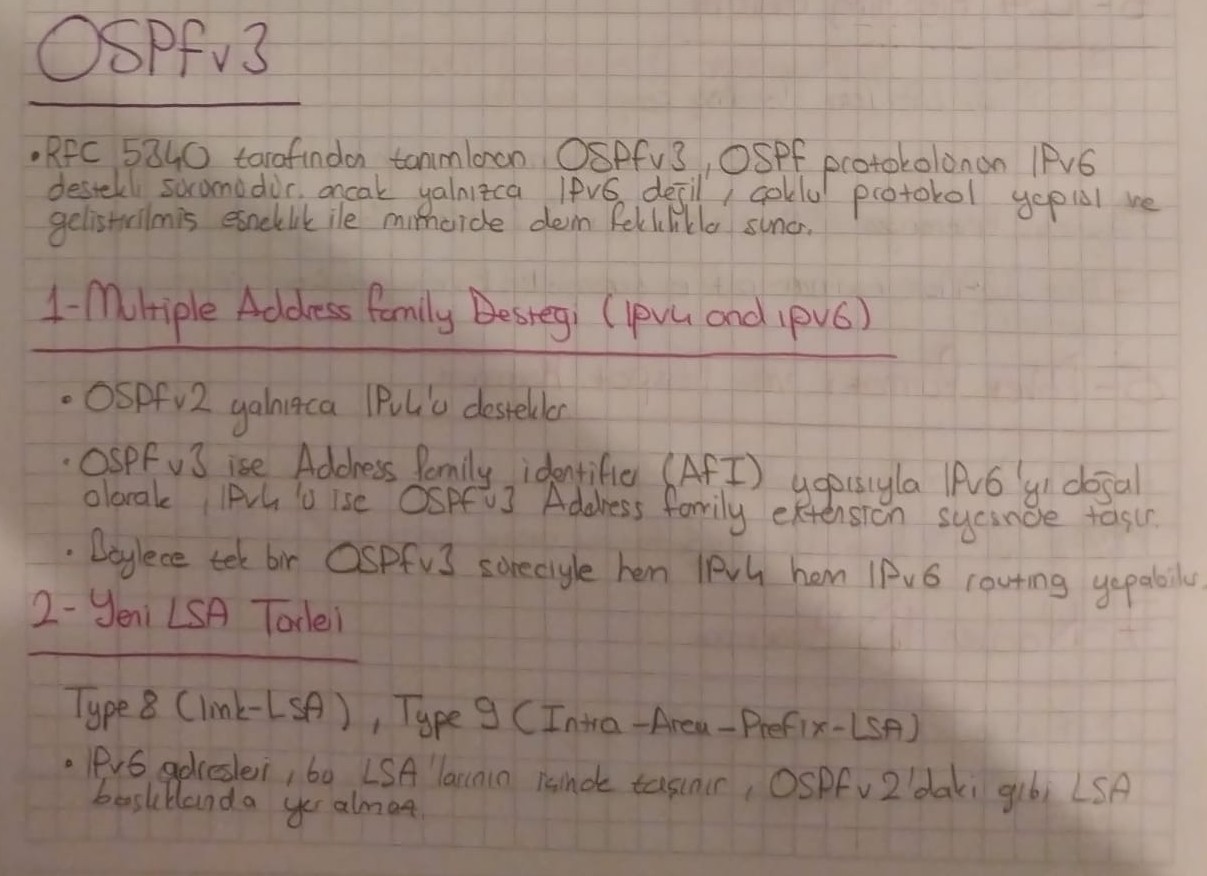 OSPFv3
• RFC 5340 tarafından tanımlanan OSPFv3, OSPF protokolünün IPv6
destekli sürümüdür. ancak yalnızca IPv6 değil, çoklu protokol yapısı ve
geliştirilmiş esneklik ile mimaride dem farklılıkla sunar.
1-Multiple Address family Desteği (IPv4 and ipv6)
• OSPFv2 yalnızca IPv4'ü destekler
• OSPFv3 ise Address family identifier (AFI) yapısıyla IPv6'yı doğal
olarak, IPv4'ü ise OSPFv3 Address family extension sayesinde taşır.
• Böylece tek bir OSPFv3 süreciyle hem IPv4 hem IPv6 routing yapabilir.
2- Yeni LSA Türleri
Type 8 (link-LSA), Type 9 (Intra-Area-Prefix-LSA)
• IPv6 adresleri, bu LSA'larının içinde taşınır, OSPFv2'daki gibi LSA
başlıklarında yer almaz.